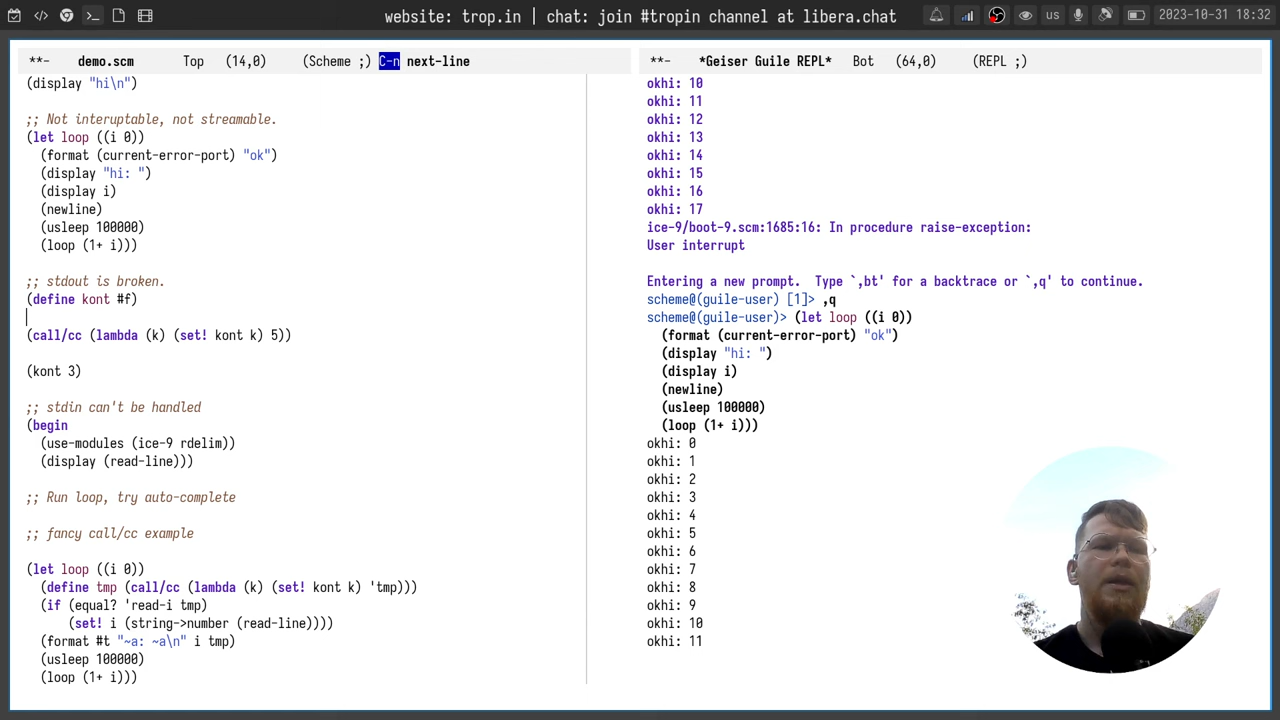 website: trop.in | chat: join #tropin channel at libera.chat
us
2023-10-31 18:32
**- demo.scm Top (14,0) (Scheme ;) C-n next-line
(display "hi\n")
;; Not interuptable, not streamable.
(let loop ((i 0))
(format (current-error-port) "ok")
(display "hi: ")
(display i)
(newline)
(usleep 100000)
(loop (1+ i)))
;; stdout is broken.
(define kont #f)
(call/cc (lambda (k) (set! kont k) 5))
(kont 3)
;; stdin can't be handled
(begin
(use-modules (ice-9 rdelim))
(display (read-line)))
;; Run loop, try auto-complete
;; fancy call/cc example
(let loop ((i 0))
(define tmp (call/cc (lambda (k) (set! kont k) 'tmp)))
(if (equal? 'read-i tmp)
(set! i (string->number (read-line))))
(format #t "~a: ~a\n" i tmp)
(usleep 100000)
(loop (1+ i)))
**- *Geiser Guile REPL* Bot (64,0) (REPL ;)
okhi: 10
okhi: 11
okhi: 12
okhi: 13
okhi: 14
okhi: 15
okhi: 16
okhi: 17
ice-9/boot-9.scm:1685:16: In procedure raise-exception:
User interrupt
Entering a new prompt.  Type `,bt' for a backtrace or `,q' to continue.
scheme@(guile-user) [1]> ,q
scheme@(guile-user)> (let loop ((i 0))
(format (current-error-port) "ok")
(display "hi: ")
(display i)
(newline)
(usleep 100000)
(loop (1+ i)))
okhi: 0
okhi: 1
okhi: 2
okhi: 3
okhi: 4
okhi: 5
okhi: 6
okhi: 7
okhi: 8
okhi: 9
okhi: 10
okhi: 11